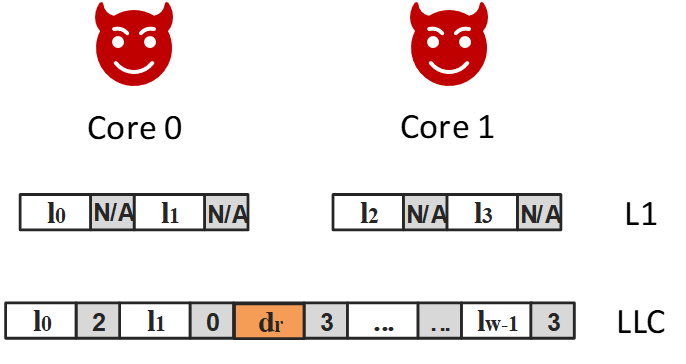 Core 0 Core 1
l0 N/A l1 N/A l2 N/A l3 N/A L1
l0 2 l1 0 dr 3 ... ... lw-1 3 LLC